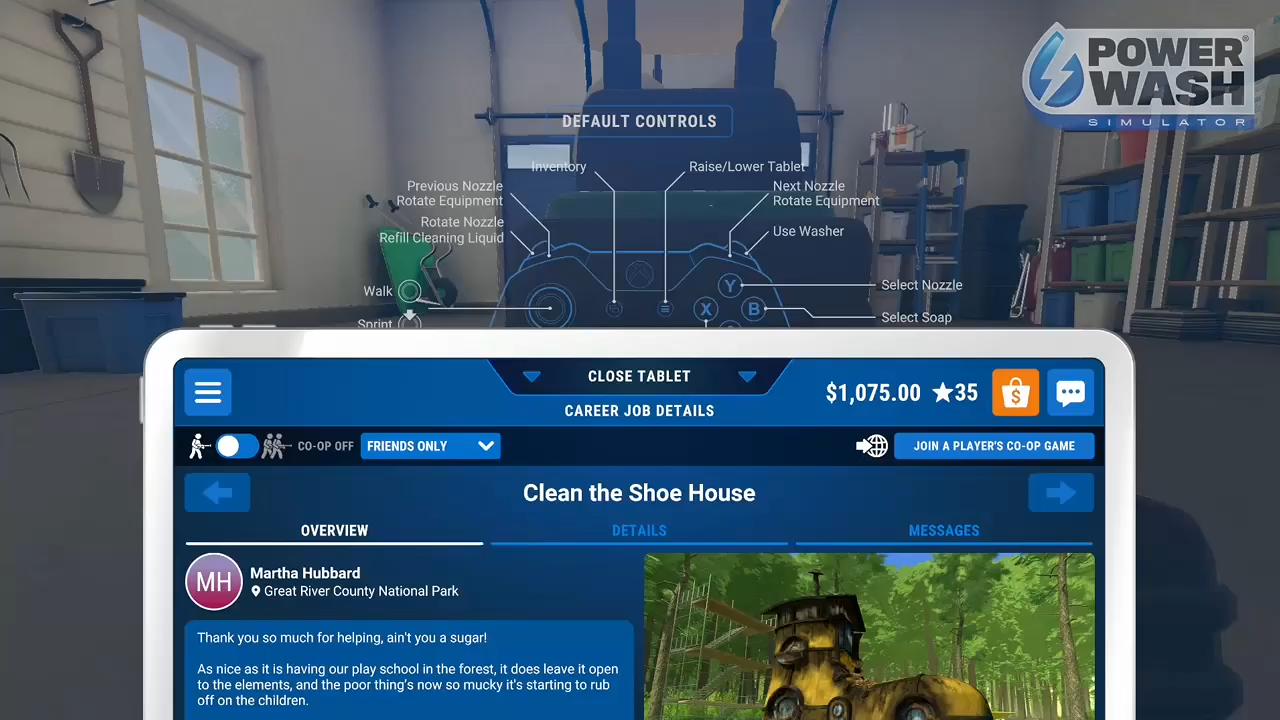 POWER
WASH
SIMULATOR
DEFAULT CONTROLS
Inventory
Raise/Lower Tablet
Previous Nozzle
Rotate Equipment
Next Nozzle
Rotate Equipment
Rotate Nozzle
Refill Cleaning Liquid
Use Washer
Walk
Y
Select Nozzle
X
B
Sprint
Select Soap
CLOSE TABLET
$1,075.00 ★35
CAREER JOB DETAILS
CO-OP OFF
FRIENDS ONLY
JOIN A PLAYER'S CO-OP GAME
Clean the Shoe House
OVERVIEW
DETAILS
MESSAGES
MH
Martha Hubbard
Great River County National Park
Thank you so much for helping, ain't you a sugar!
As nice as it is having our play school in the forest, it does leave it open
to the elements, and the poor thing's now so mucky it's starting to rub
off on the children.